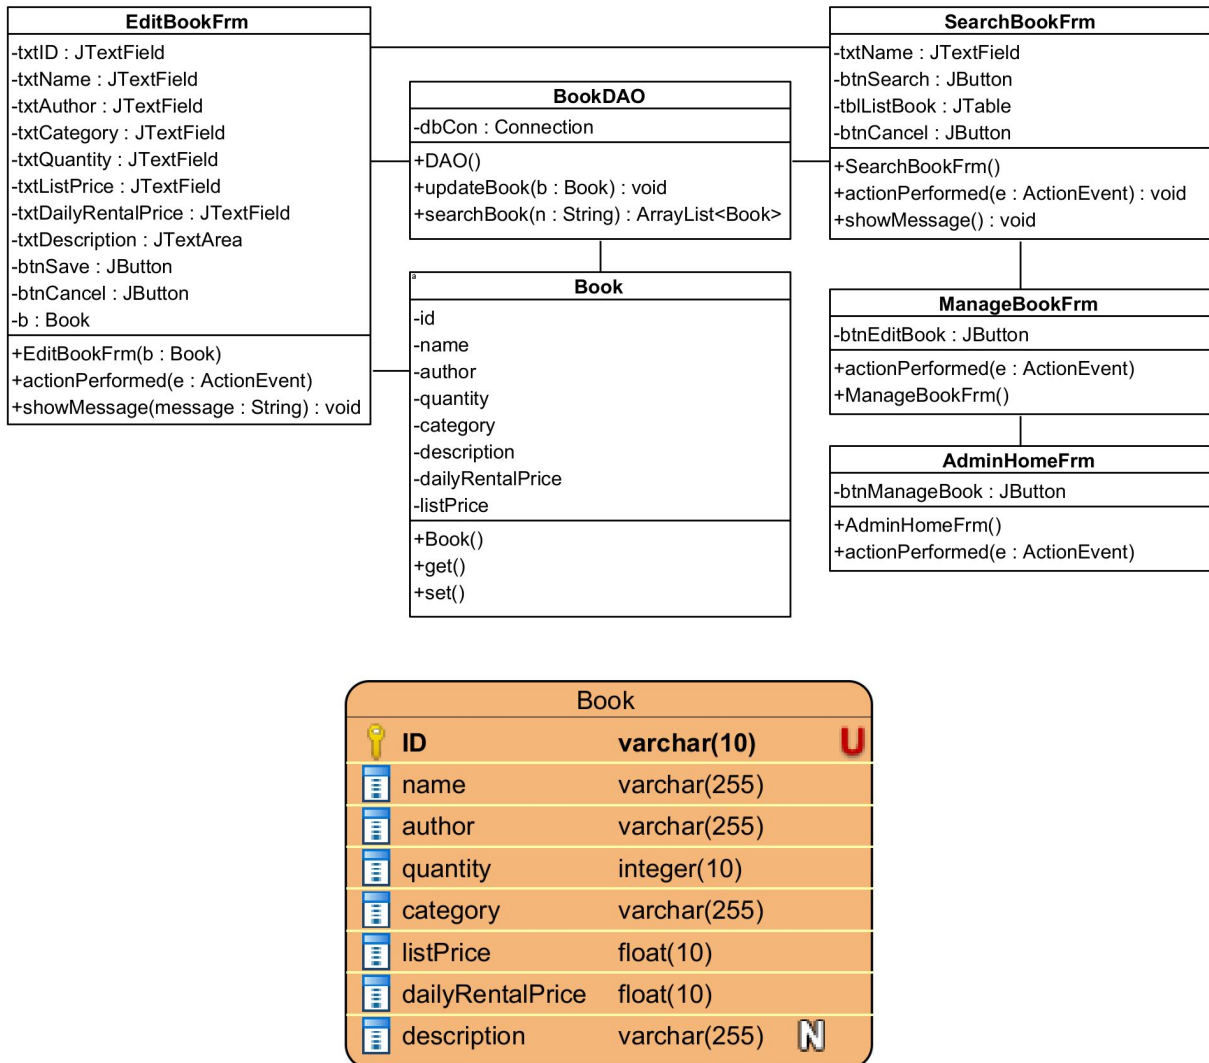 EditBookFrm
-txtID : JTextField
-txtName : JTextField
-txtAuthor : JTextField
-txtCategory : JTextField
-txtQuantity : JTextField
-txtListPrice : JTextField
-txtDailyRentalPrice : JTextField
-txtDescription : JTextArea
-btnSave : JButton
-btnCancel : JButton
-b : Book
+EditBookFrm(b : Book)
+actionPerformed(e : ActionEvent)
+showMessage(message : String) : void
BookDAO
-dbCon : Connection
+DAO()
+updateBook(b : Book) : void
+searchBook(n : String) : ArrayList<Book>
a
Book
-id
-name
-author
-quantity
-category
-description
-dailyRentalPrice
-listPrice
+Book()
+get()
+set()
SearchBookFrm
-txtName : JTextField
-btnSearch : JButton
-tblListBook : JTable
-btnCancel : JButton
+SearchBookFrm()
+actionPerformed(e : ActionEvent) : void
+showMessage() : void
ManageBookFrm
-btnEditBook : JButton
+actionPerformed(e : ActionEvent)
+ManageBookFrm()
AdminHomeFrm
-btnManageBook : JButton
+AdminHomeFrm()
+actionPerformed(e : ActionEvent)
Book
ID varchar(10) U
name varchar(255)
author varchar(255)
quantity integer(10)
category varchar(255)
listPrice float(10)
dailyRentalPrice float(10)
description varchar(255) N